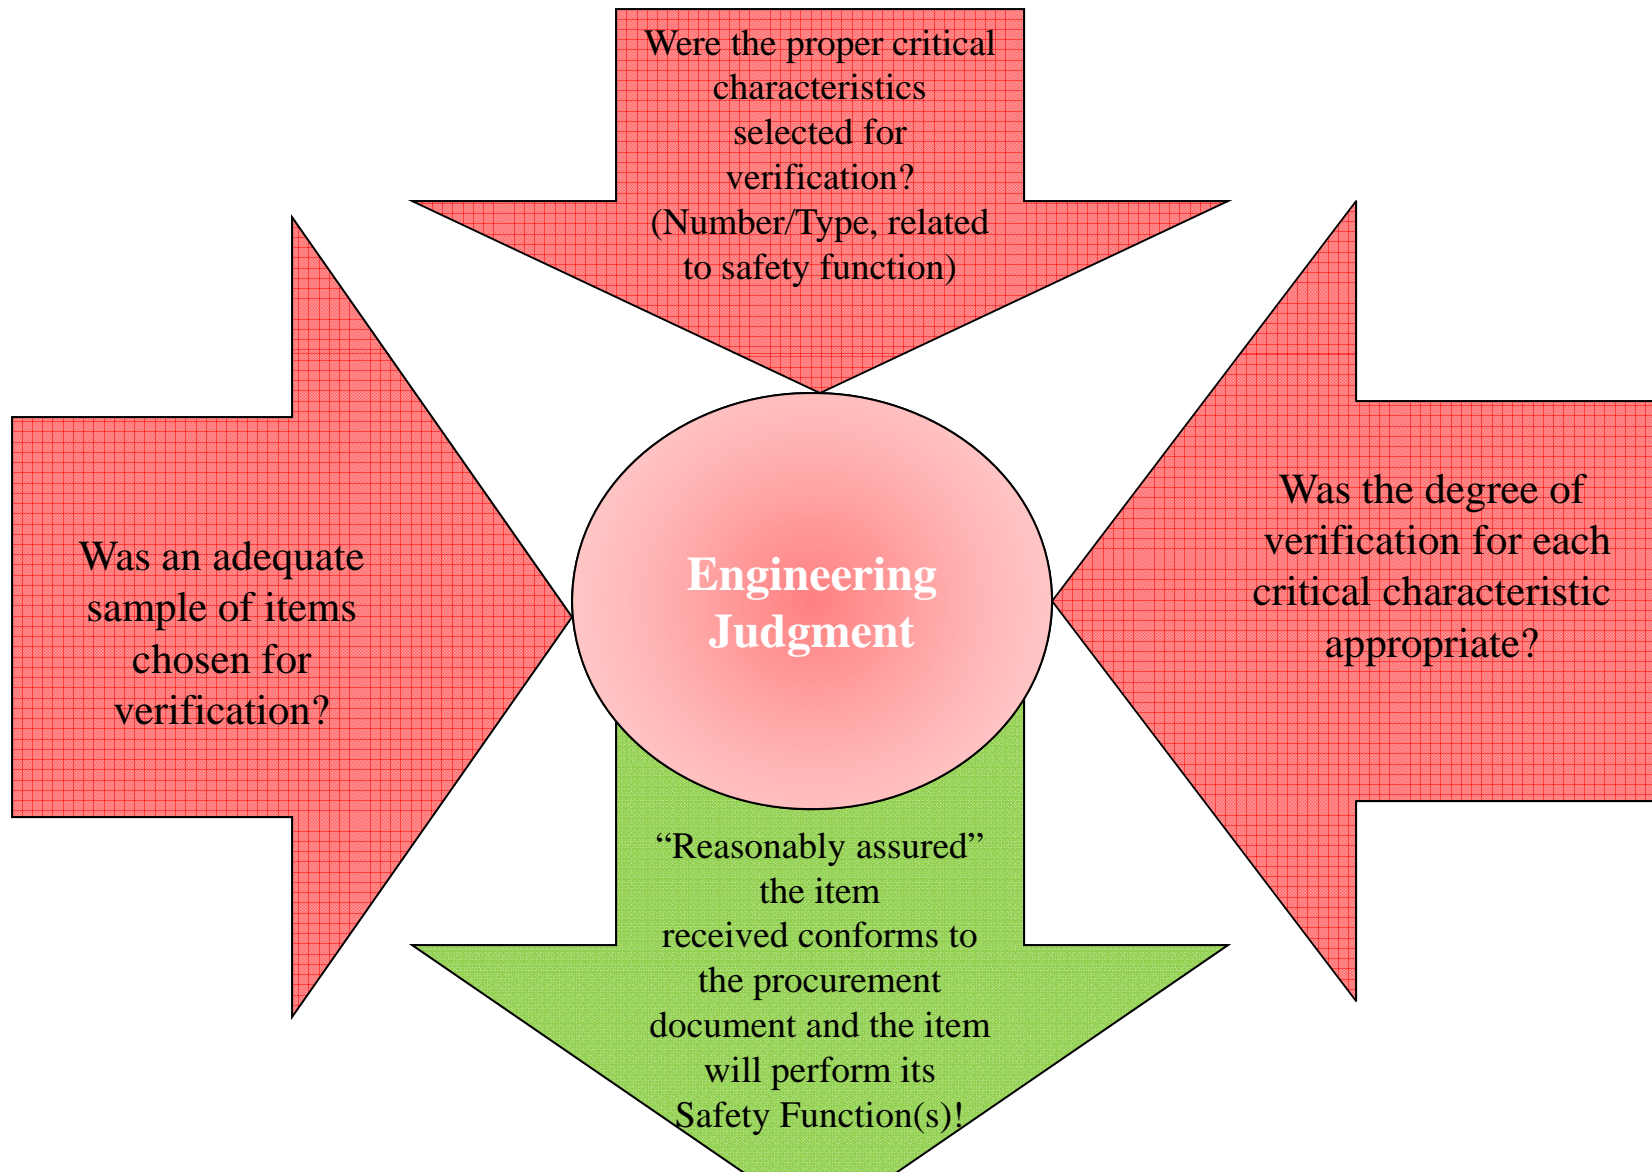 Were the proper critical
characteristics
selected for
verification?
(Number/Type, related
to safety function)
Was an adequate
sample of items
chosen for
verification?
Engineering
Judgment
Was the degree of
verification for each
critical characteristic
appropriate?
“Reasonably assured”
the item
received conforms to
the procurement
document and the item
will perform its
Safety Function(s)!